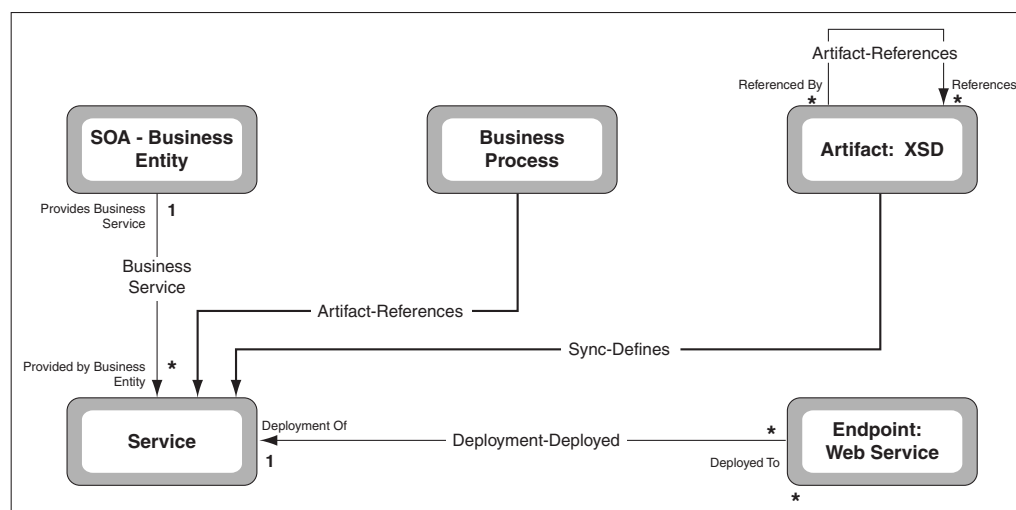 Artifact-References
Referenced By
*
References
*
SOA - Business
Entity
Business
Process
Artifact: XSD
Provides Business
Service
1
Business
Service
Artifact-References
Sync-Defines
Provided by Business
Entity
*
Service
Deployment Of
1
Deployment-Deployed
*
Deployed To
Endpoint:
Web Service
*